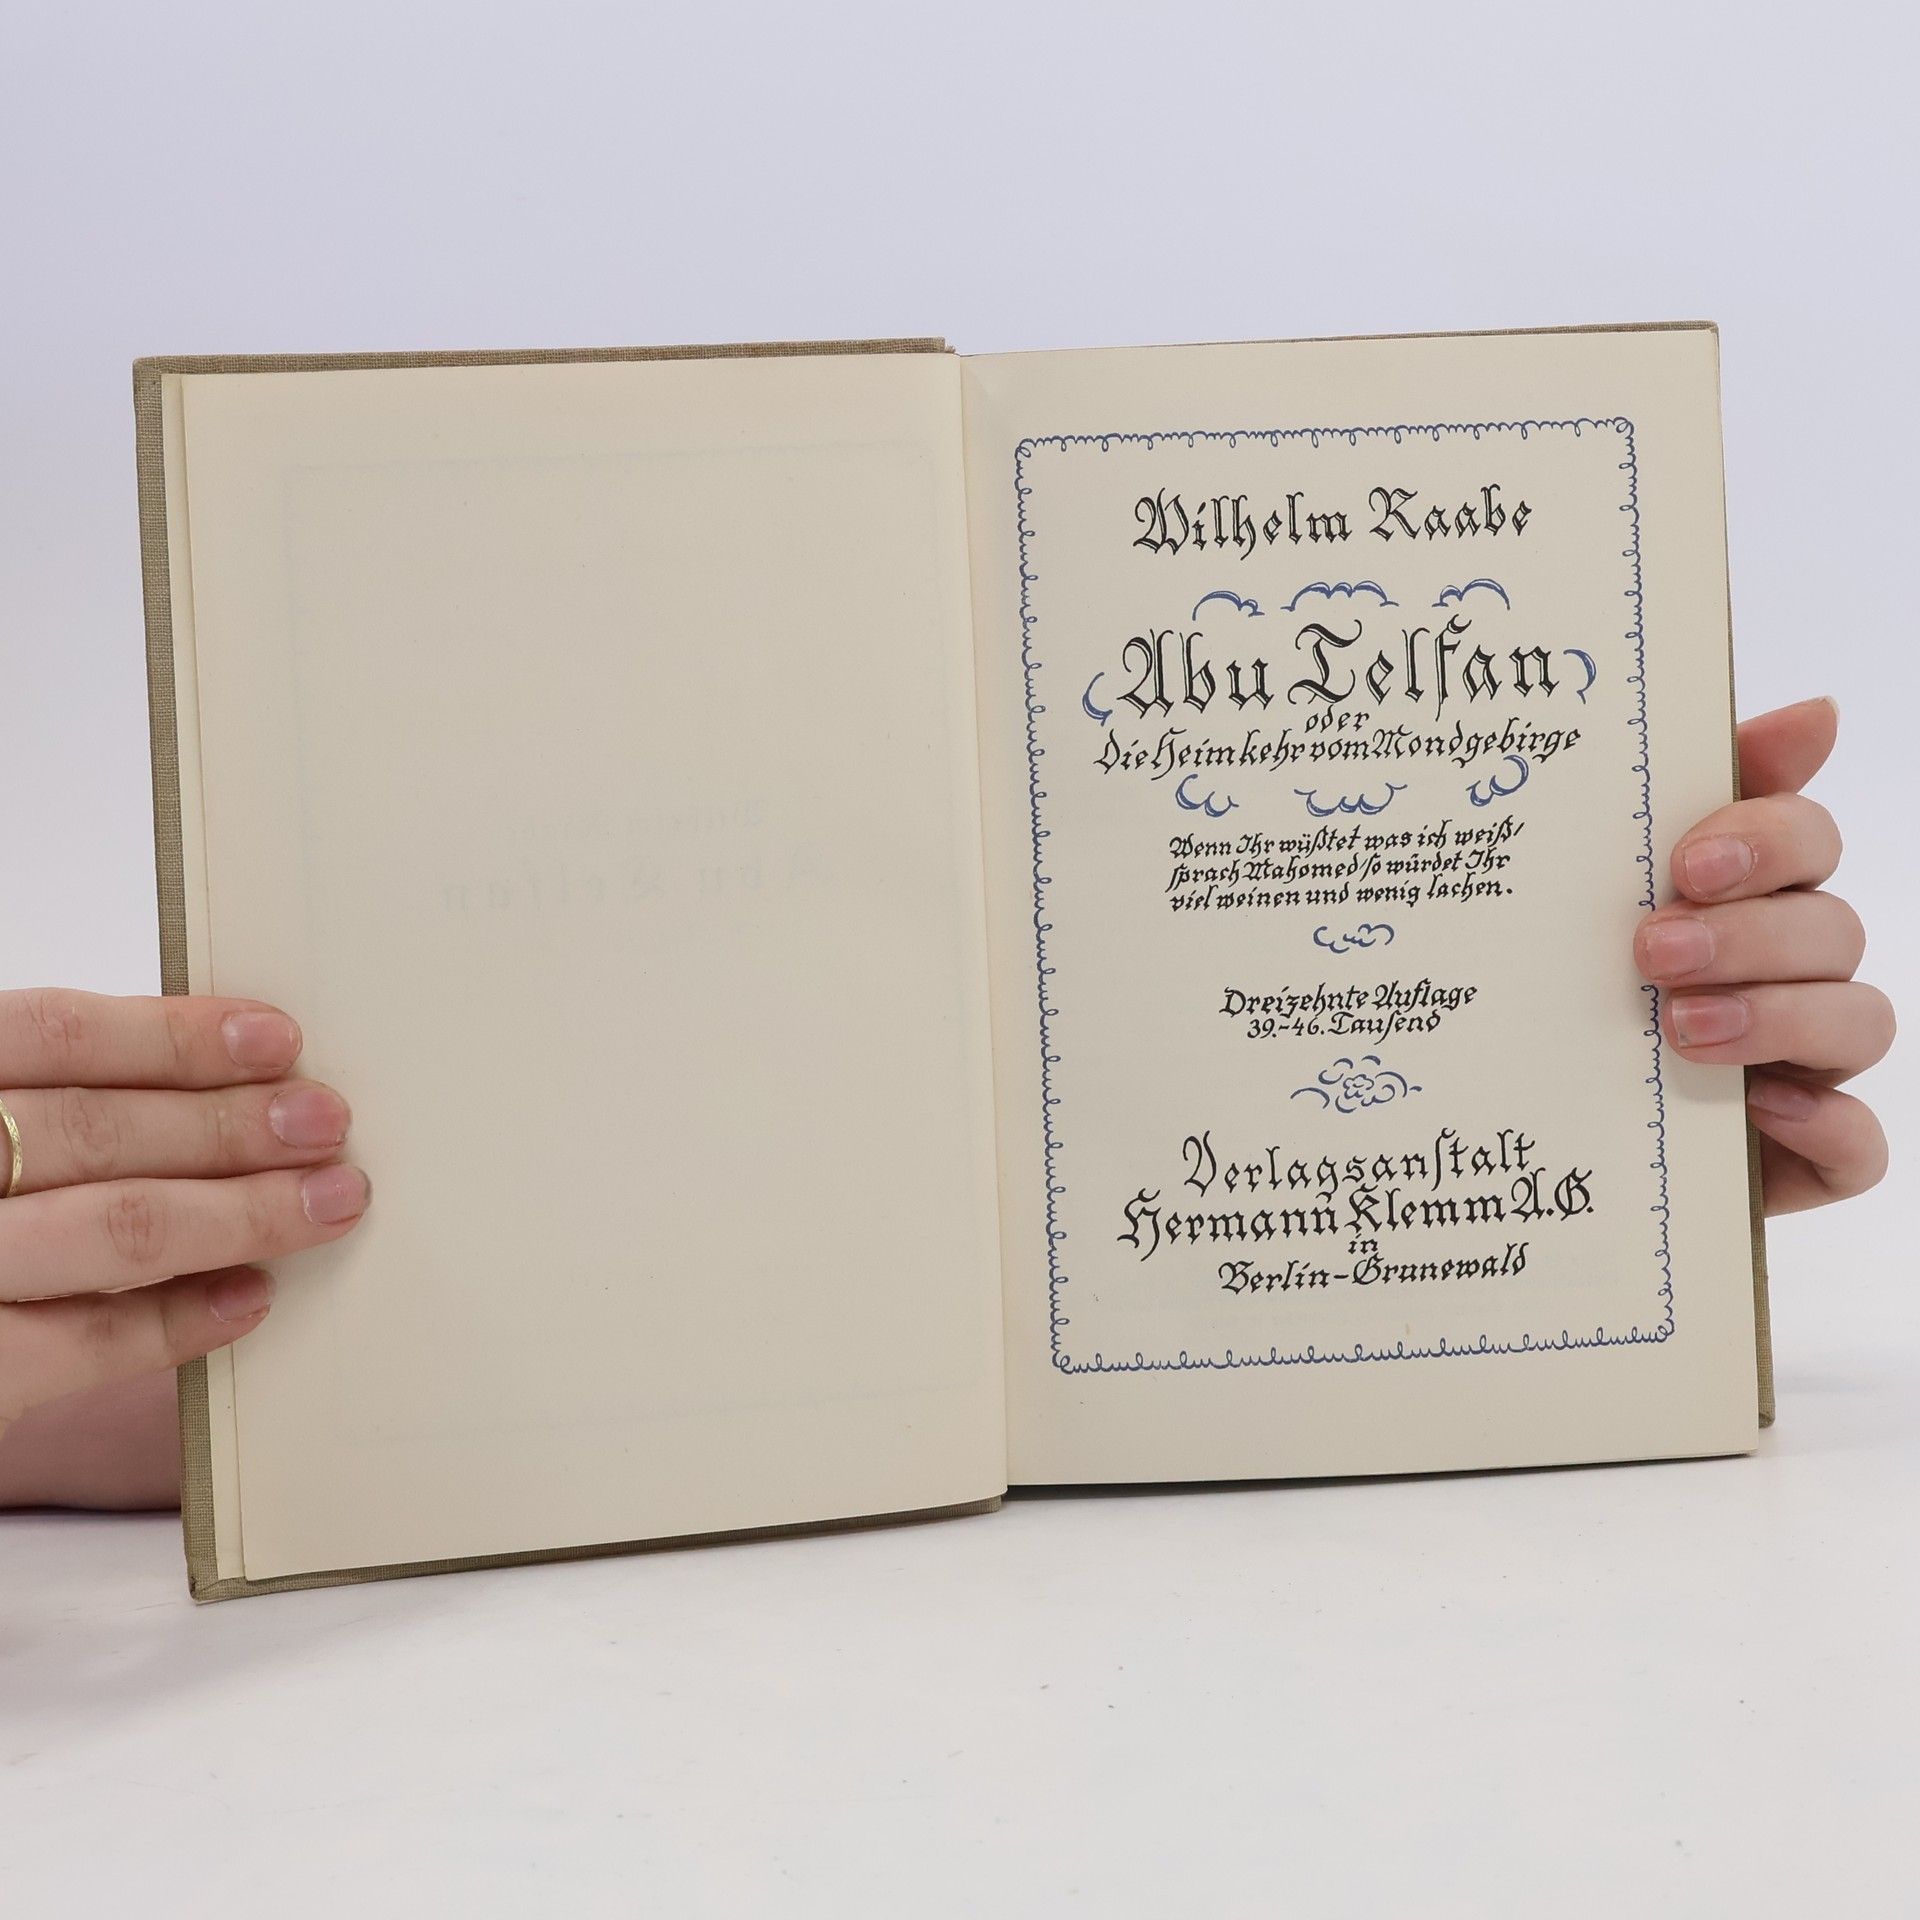 Wilhelm Raabe
Abu Telfan
oder
Die Heimkehr vom Mondgebirge
Wenn Ihr wüßtet was ich weiß/
ſprach Mahomed/ſo würdet Ihr
viel weinen und wenig lachen.
Dreizehnte Auflage
39.-46. Tauſend
Verlagsanſtalt
Hermann Klemm A.G.
in
Berlin-Grunewald